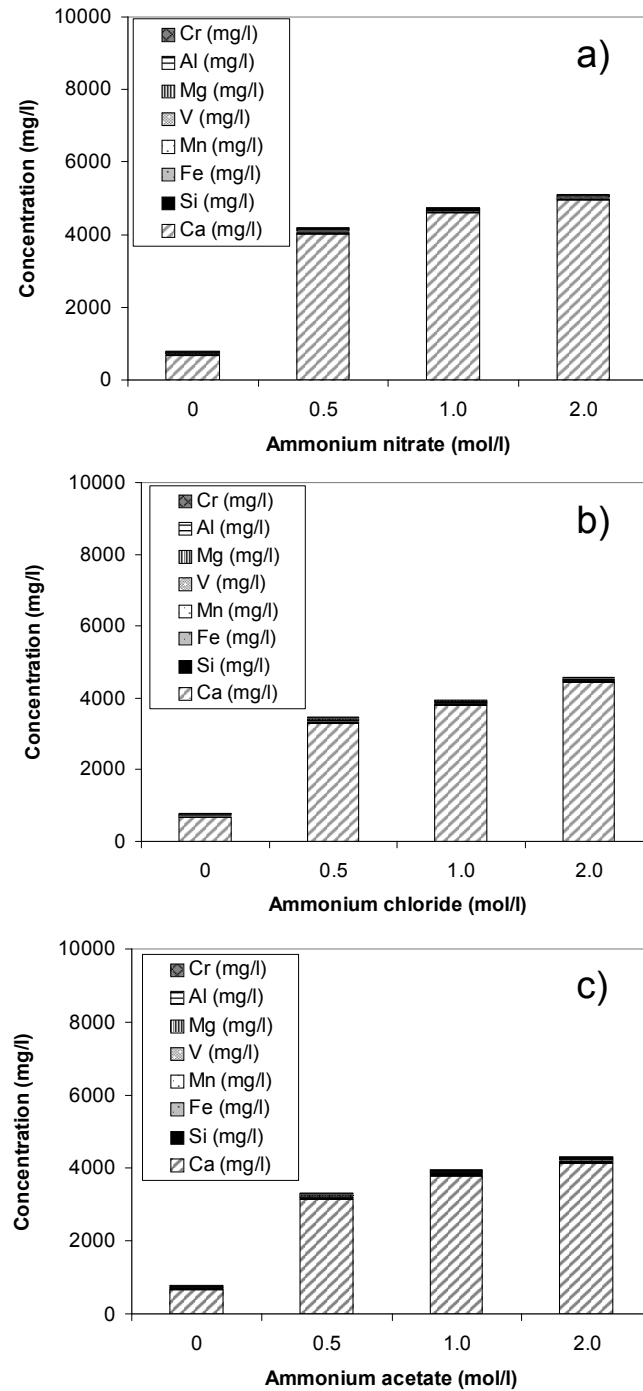 a)
Concentration (mg/l)
10000
8000
6000
4000
2000
0
Cr (mg/l)
Al (mg/l)
Mg (mg/l)
V (mg/l)
Mn (mg/l)
Fe (mg/l)
Si (mg/l)
Ca (mg/l)
0 0.5 1.0 2.0
Ammonium nitrate (mol/l)
b)
Concentration (mg/l)
10000
8000
6000
4000
2000
0
Cr (mg/l)
Al (mg/l)
Mg (mg/l)
V (mg/l)
Mn (mg/l)
Fe (mg/l)
Si (mg/l)
Ca (mg/l)
0 0.5 1.0 2.0
Ammonium chloride (mol/l)
c)
Concentration (mg/l)
10000
8000
6000
4000
2000
0
Cr (mg/l)
Al (mg/l)
Mg (mg/l)
V (mg/l)
Mn (mg/l)
Fe (mg/l)
Si (mg/l)
Ca (mg/l)
0 0.5 1.0 2.0
Ammonium acetate (mol/l)